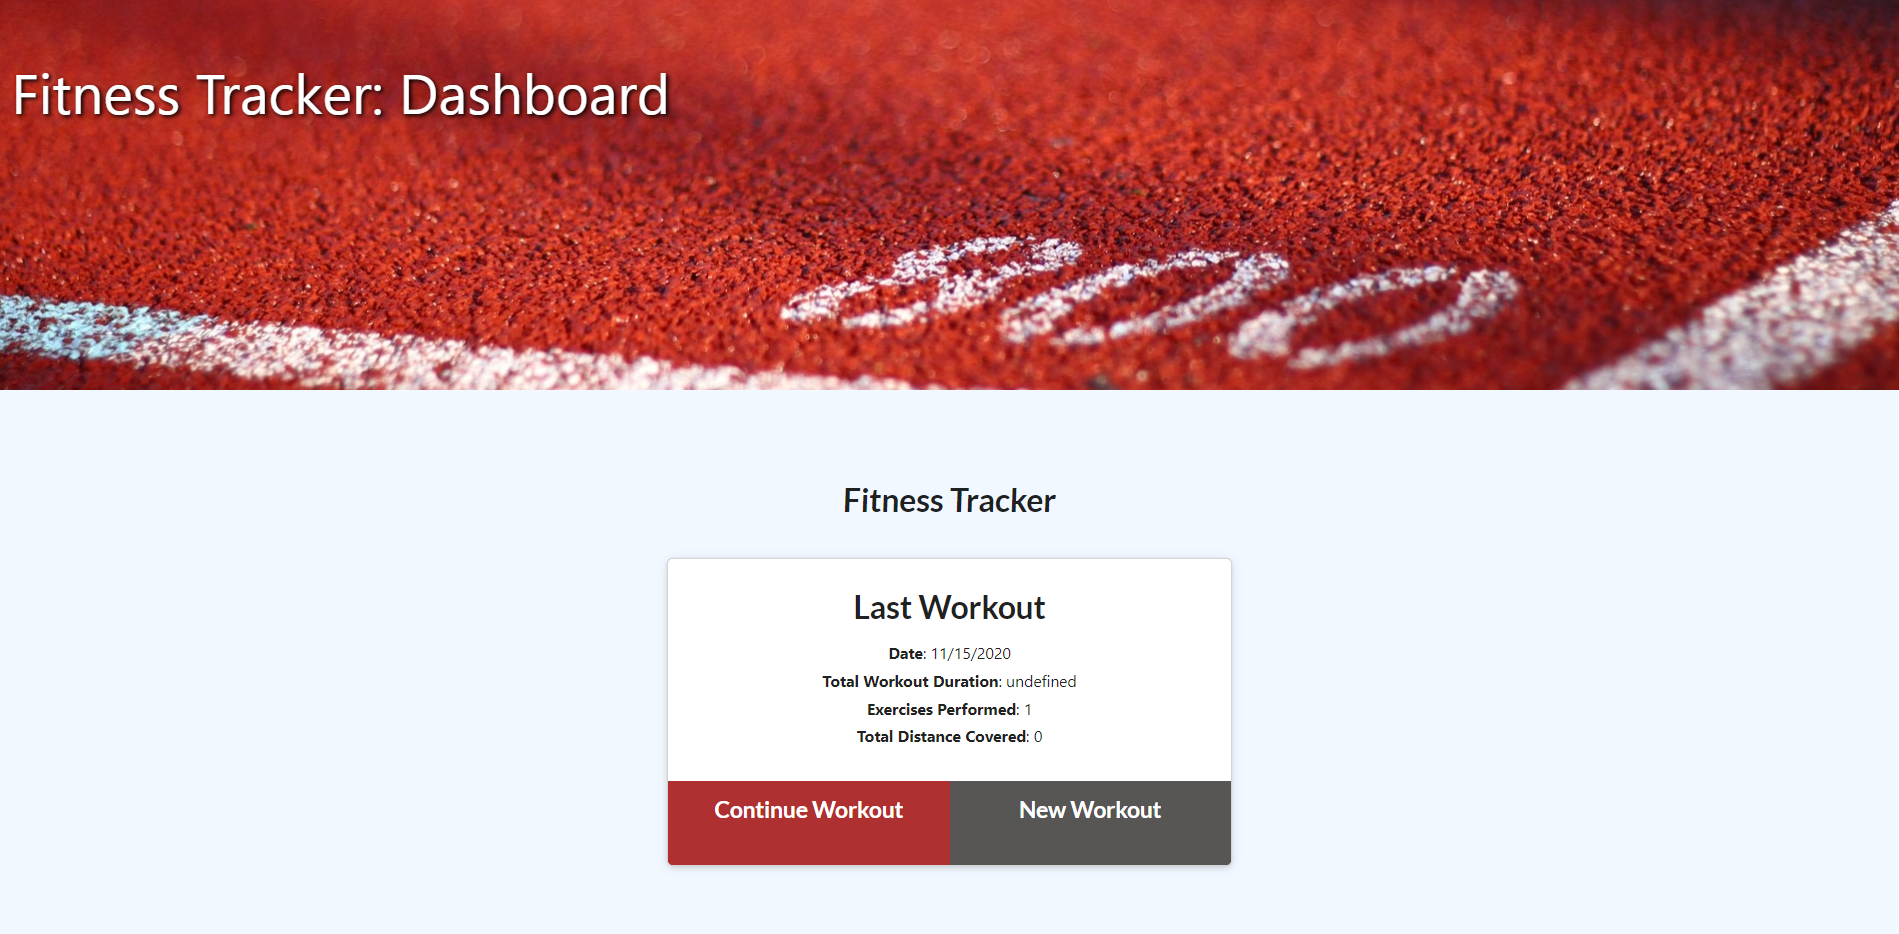 Fitness Tracker: Dashboard
Fitness Tracker
Last Workout
Date: 11/15/2020
Total Workout Duration: undefined
Exercises Performed: 1
Total Distance Covered: 0
Continue Workout
New Workout